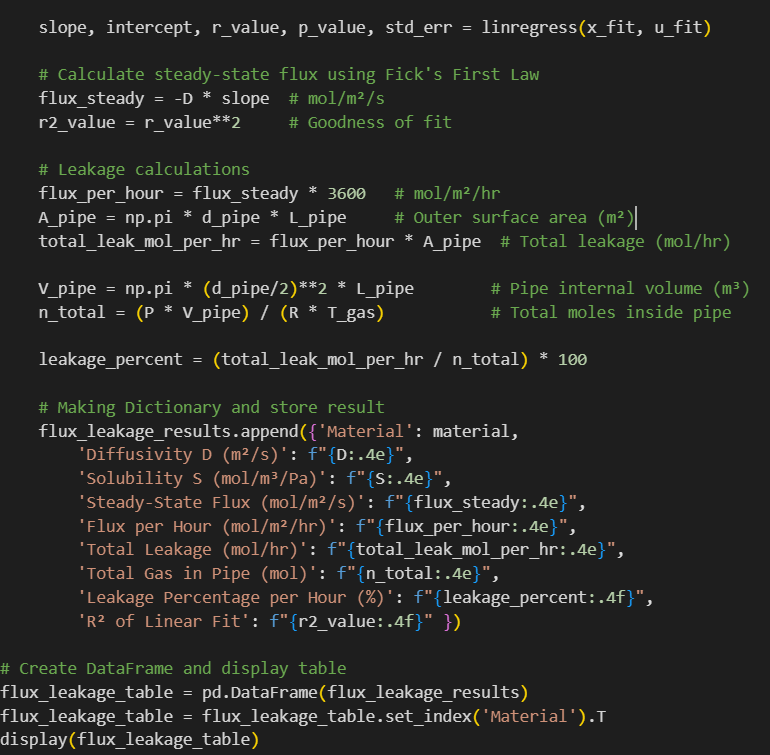 slope, intercept, r_value, p_value, std_err = linregress(x_fit, u_fit)
# Calculate steady-state flux using Fick's First Law
flux_steady = -D * slope  # mol/m²/s
r2_value = r_value**2     # Goodness of fit
# Leakage calculations
flux_per_hour = flux_steady * 3600   # mol/m²/hr
A_pipe = np.pi * d_pipe * L_pipe     # Outer surface area (m²)
total_leak_mol_per_hr = flux_per_hour * A_pipe  # Total leakage (mol/hr)
V_pipe = np.pi * (d_pipe/2)**2 * L_pipe         # Pipe internal volume (m³)
n_total = (P * V_pipe) / (R * T_gas)            # Total moles inside pipe
leakage_percent = (total_leak_mol_per_hr / n_total) * 100
# Making Dictionary and store result
flux_leakage_results.append({'Material': material,
'Diffusivity D (m²/s)': f"{D:.4e}",
'Solubility S (mol/m³/Pa)': f"{S:.4e}",
'Steady-State Flux (mol/m²/s)': f"{flux_steady:.4e}",
'Flux per Hour (mol/m²/hr)': f"{flux_per_hour:.4e}",
'Total Leakage (mol/hr)': f"{total_leak_mol_per_hr:.4e}",
'Total Gas in Pipe (mol)': f"{n_total:.4e}",
'Leakage Percentage per Hour (%)': f"{leakage_percent:.4f}",
'R² of Linear Fit': f"{r2_value:.4f}" })
# Create DataFrame and display table
flux_leakage_table = pd.DataFrame(flux_leakage_results)
flux_leakage_table = flux_leakage_table.set_index('Material').T
display(flux_leakage_table)